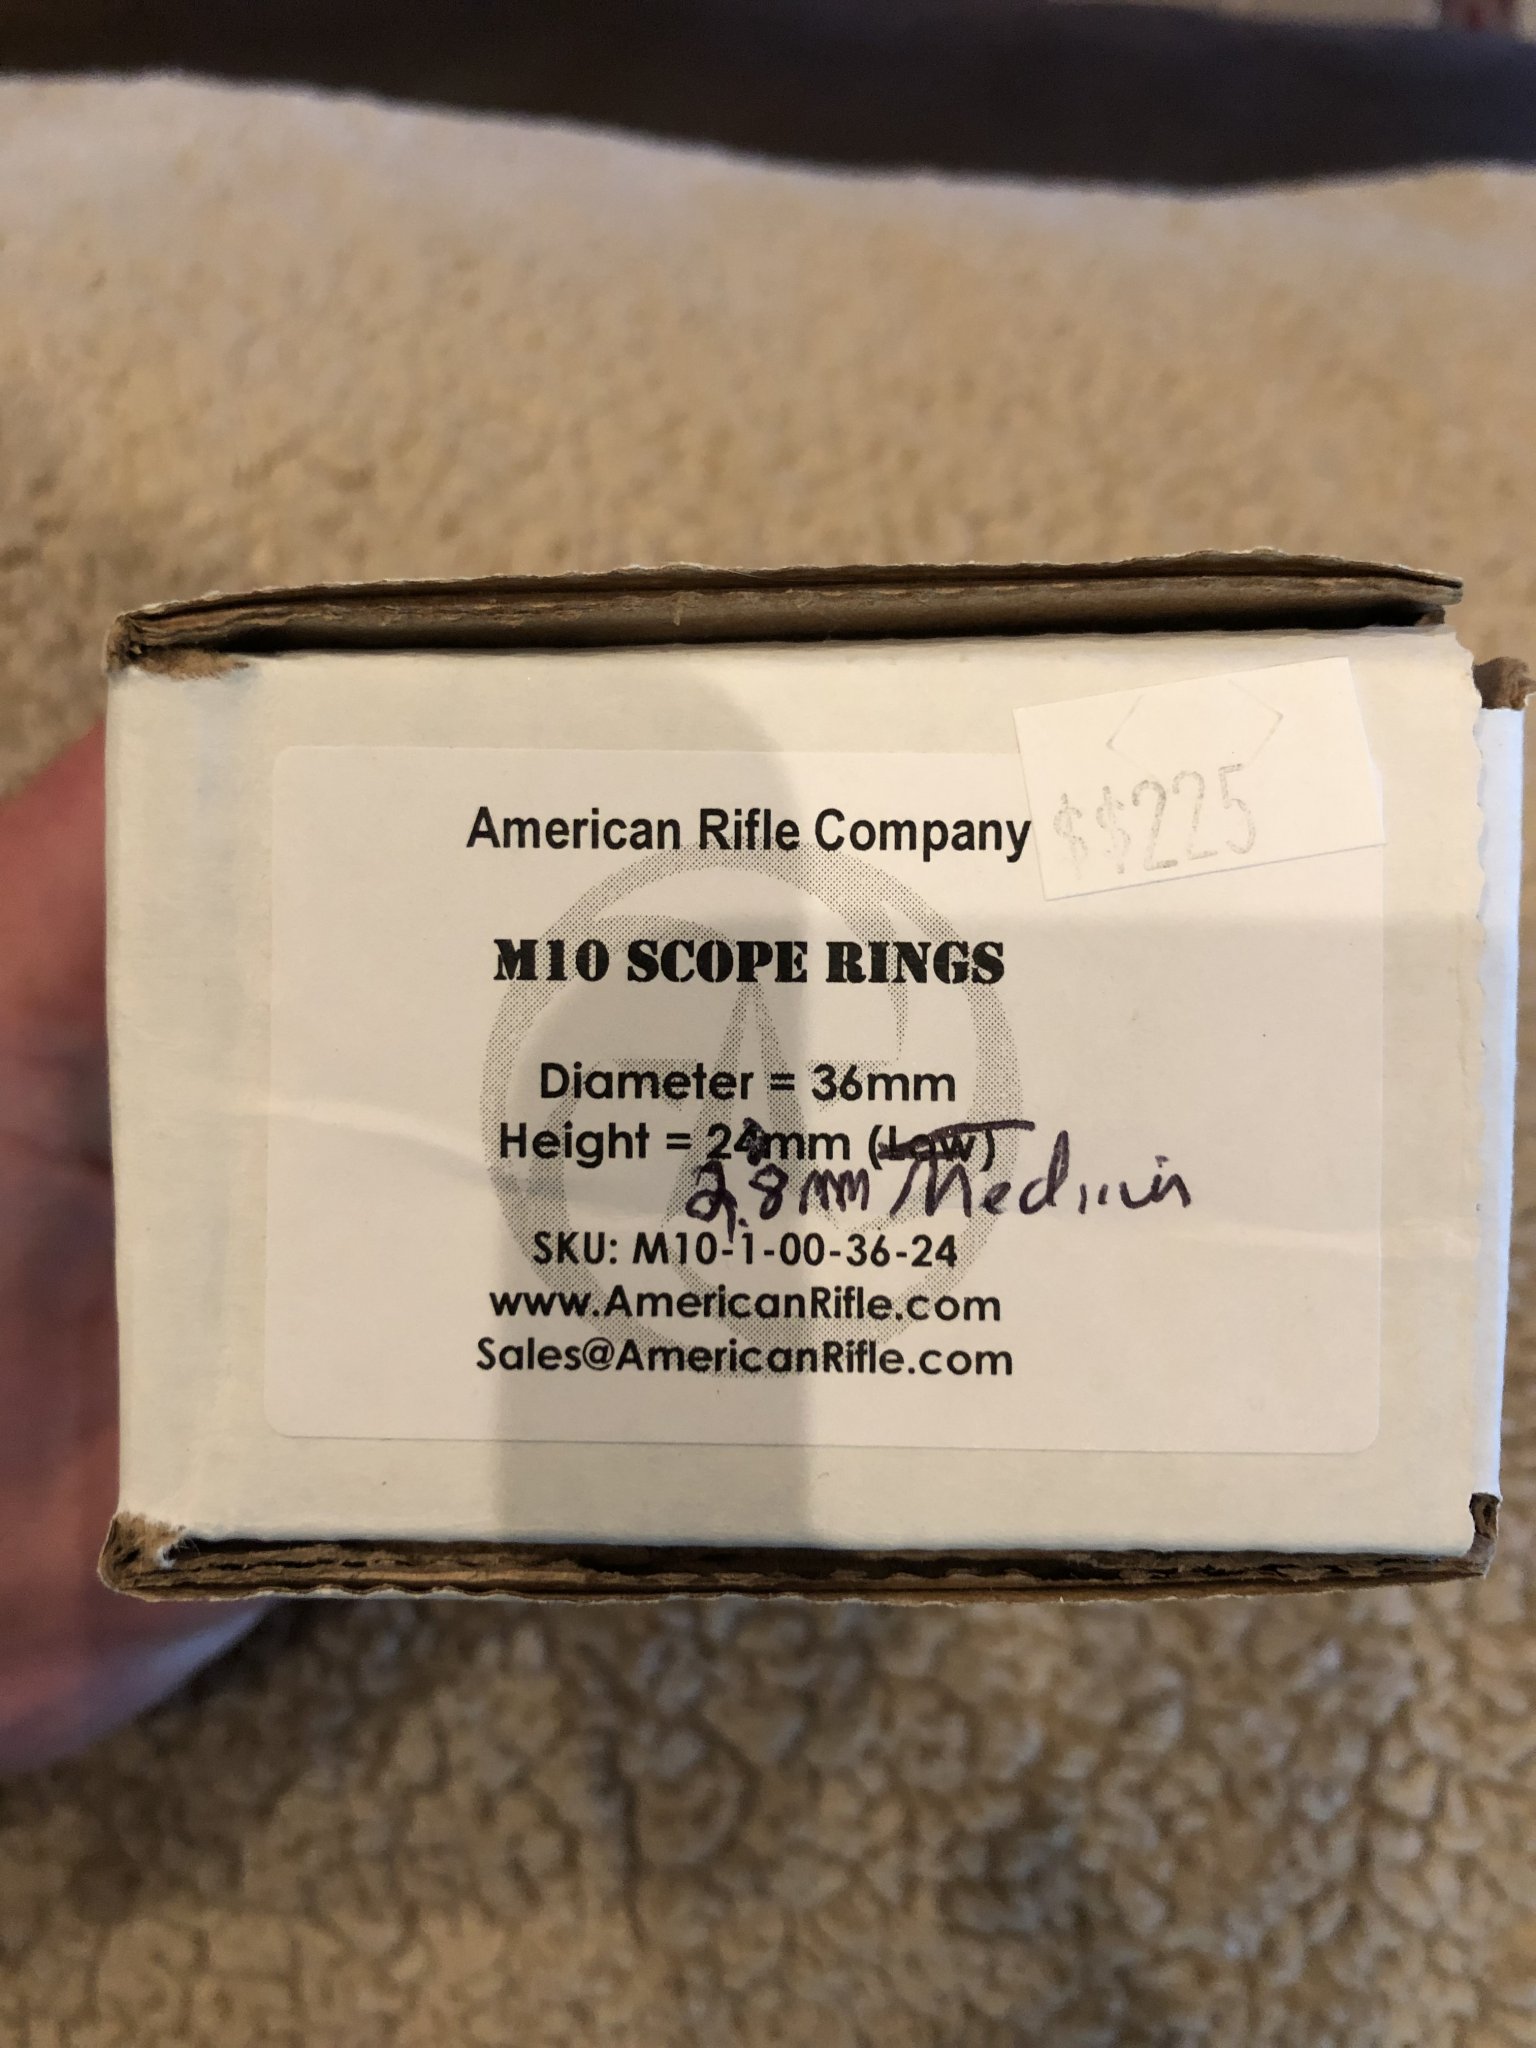 American Rifle Company
$$225
M10 SCOPE RINGS
Diameter = 36mm
Height = 24mm (Low)
28mm Medium
SKU: M10-1-00-36-24
www.AmericanRifle.com
Sales@AmericanRifle.com